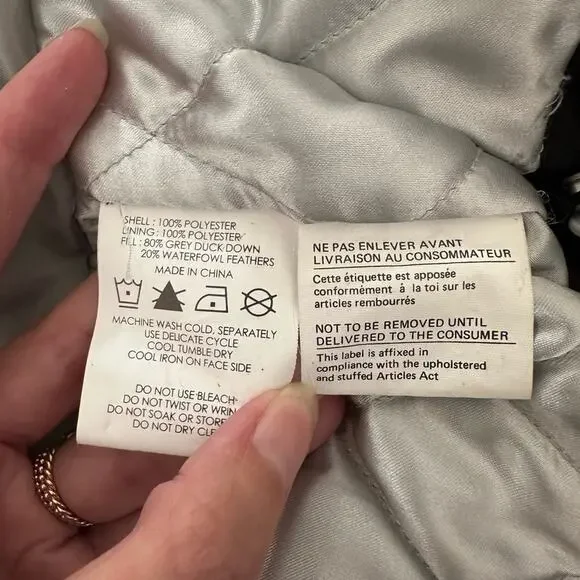 SHELL : 100% POLYESTER
LINING : 100% POLYESTER
FILL : 80% GREY DUCK DOWN
20% WATERFOWL FEATHERS
MADE IN CHINA
MACHINE WASH COLD, SEPARATELY
USE DELICATE CYCLE
COOL TUMBLE DRY
COOL IRON ON FACE SIDE
DO NOT USE BLEACH
DO NOT TWIST OR WRIN
DO NOT SOAK OR STORE
DO NOT DRY CLE
NE PAS ENLEVER AVANT
LIVRAISON AU CONSOMMATEUR
Cette étiquette est apposée
conformément á la toi sur les
articles rembourrés
NOT TO BE REMOVED UNTIL
DELIVERED TO THE CONSUMER
This label is affixed in
compliance with the upholstered
and stuffed Articles Act